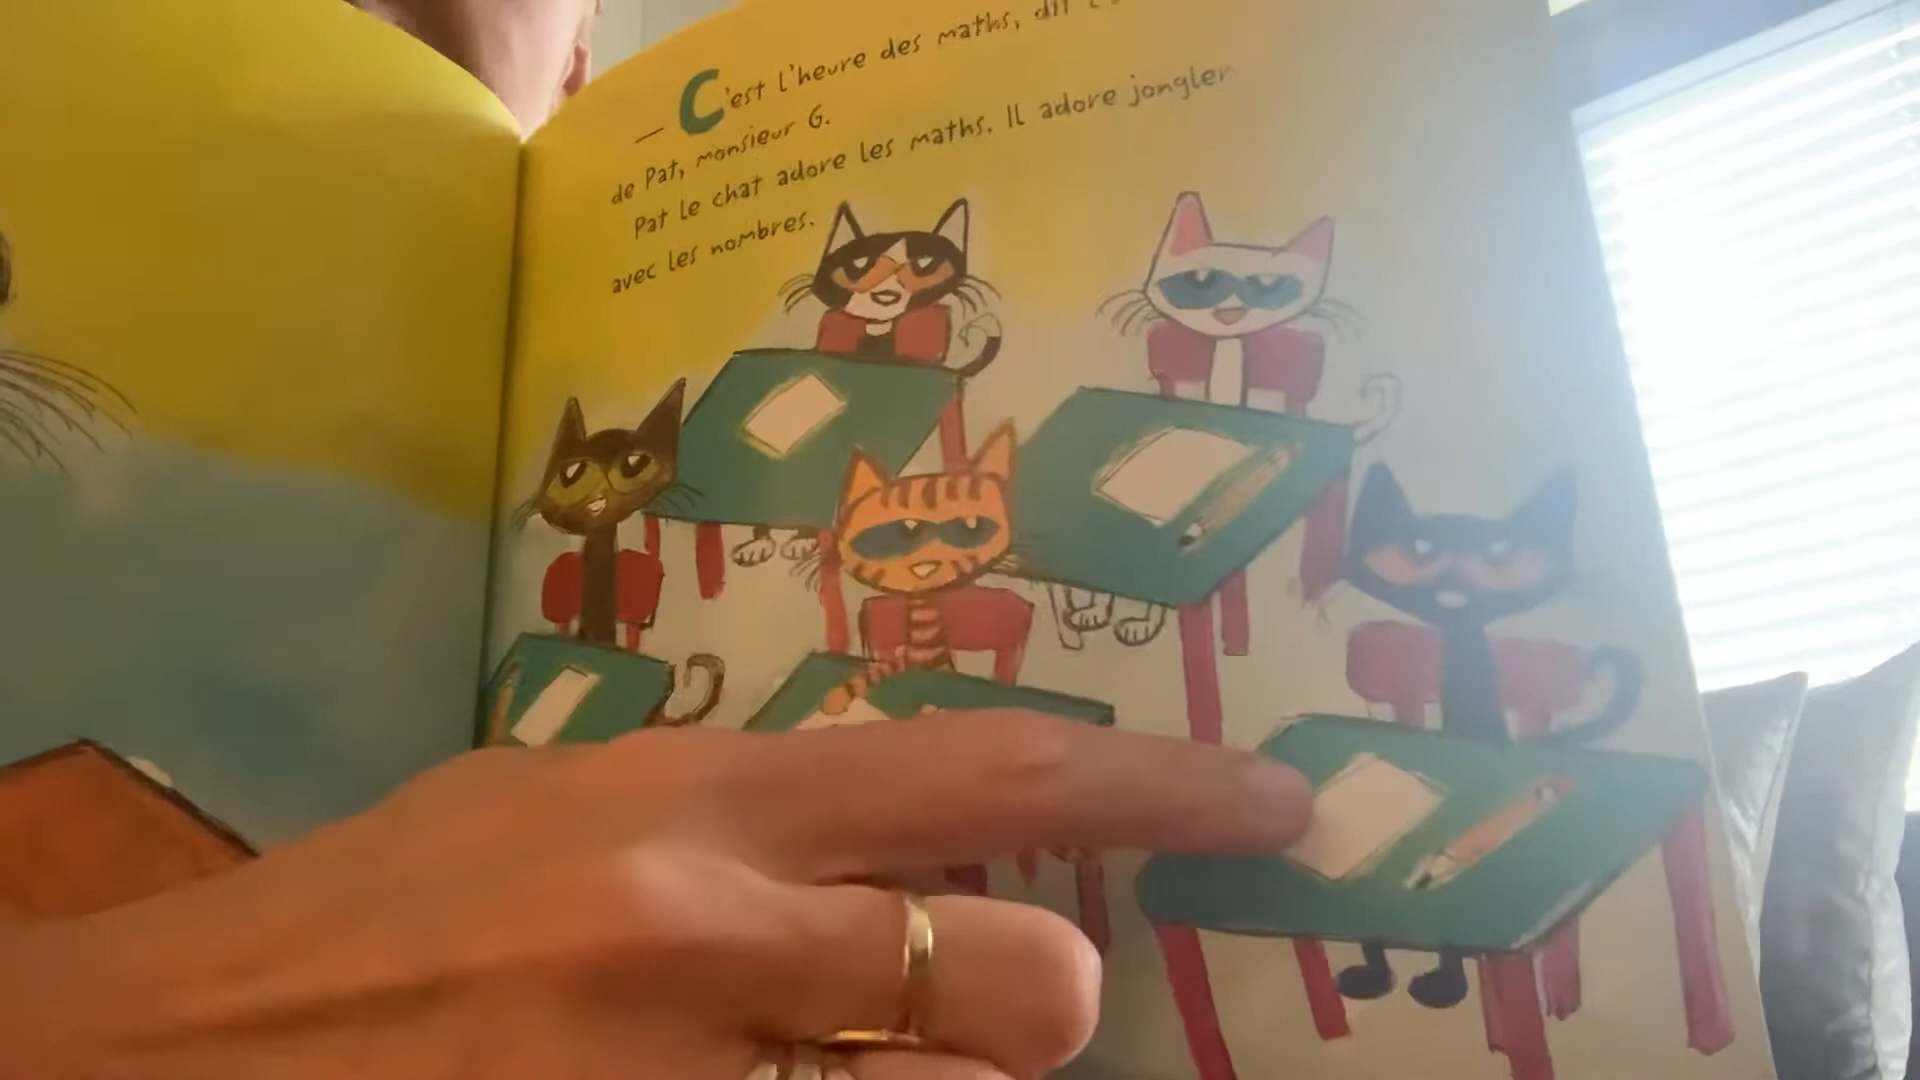 — C'est l'heure des maths, dit
de Pat, monsieur G.
Pat le chat adore les maths. Il adore jongler
avec les nombres.